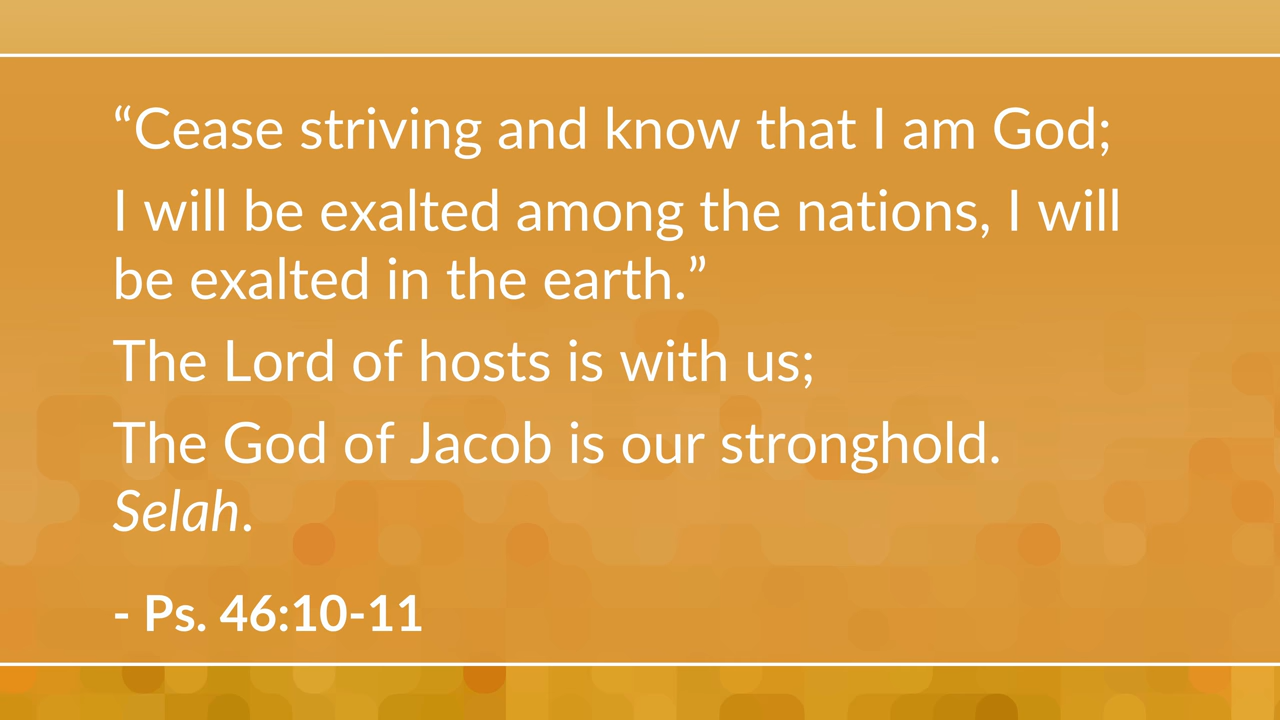 “Cease striving and know that I am God;
I will be exalted among the nations, I will
be exalted in the earth.”
The Lord of hosts is with us;
The God of Jacob is our stronghold.
Selah.
- Ps. 46:10-11